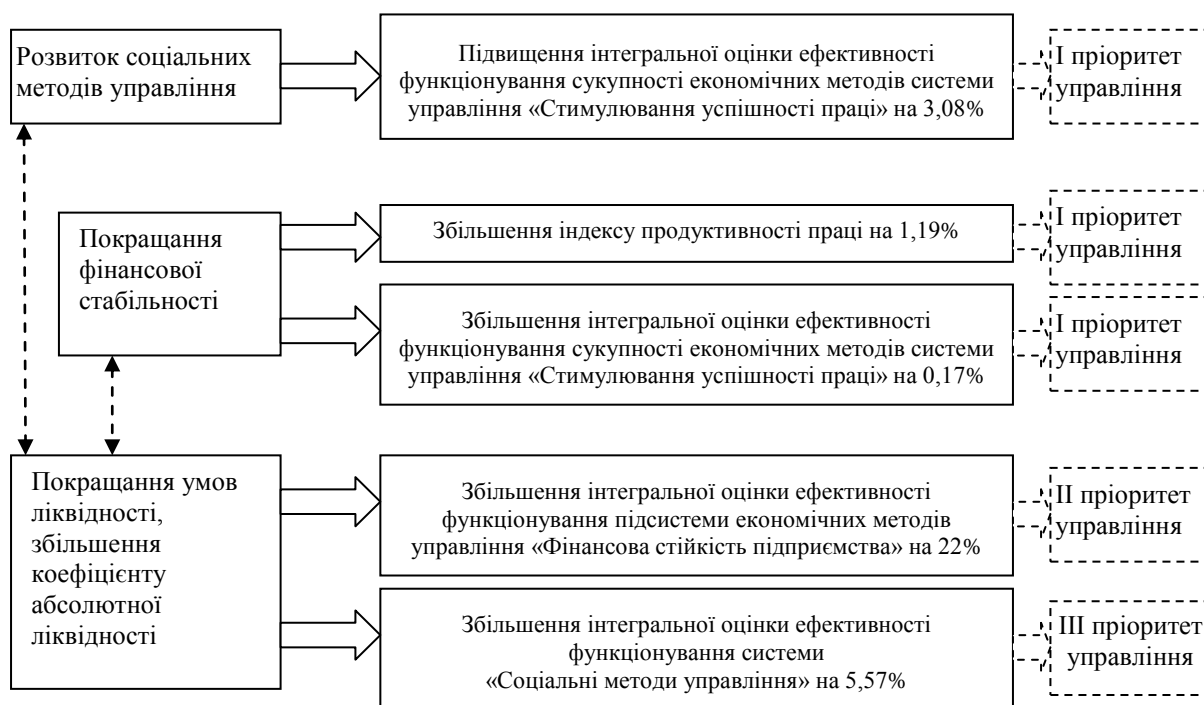 Розвиток соціальних
методів управління
Підвищення інтегральної оцінки ефективності
функціонування сукупності економічних методів системи
управління «Стимулювання успішності праці» на 3,08%
І пріоритет
управління
Покращання
фінансової
стабільності
Збільшення індексу продуктивності праці на 1,19%
І пріоритет
управління
Збільшення інтегральної оцінки ефективності
функціонування сукупності економічних методів системи
управління «Стимулювання успішності праці» на 0,17%
І пріоритет
управління
Покращання умов
ліквідності,
збільшення
коефіцієнту
абсолютної
ліквідності
Збільшення інтегральної оцінки ефективності
функціонування підсистеми економічних методів
управління «Фінансова стійкість підприємства» на 22%
ІІ пріоритет
управління
Збільшення інтегральної оцінки ефективності
функціонування системи
«Соціальні методи управління» на 5,57%
ІІІ пріоритет
управління